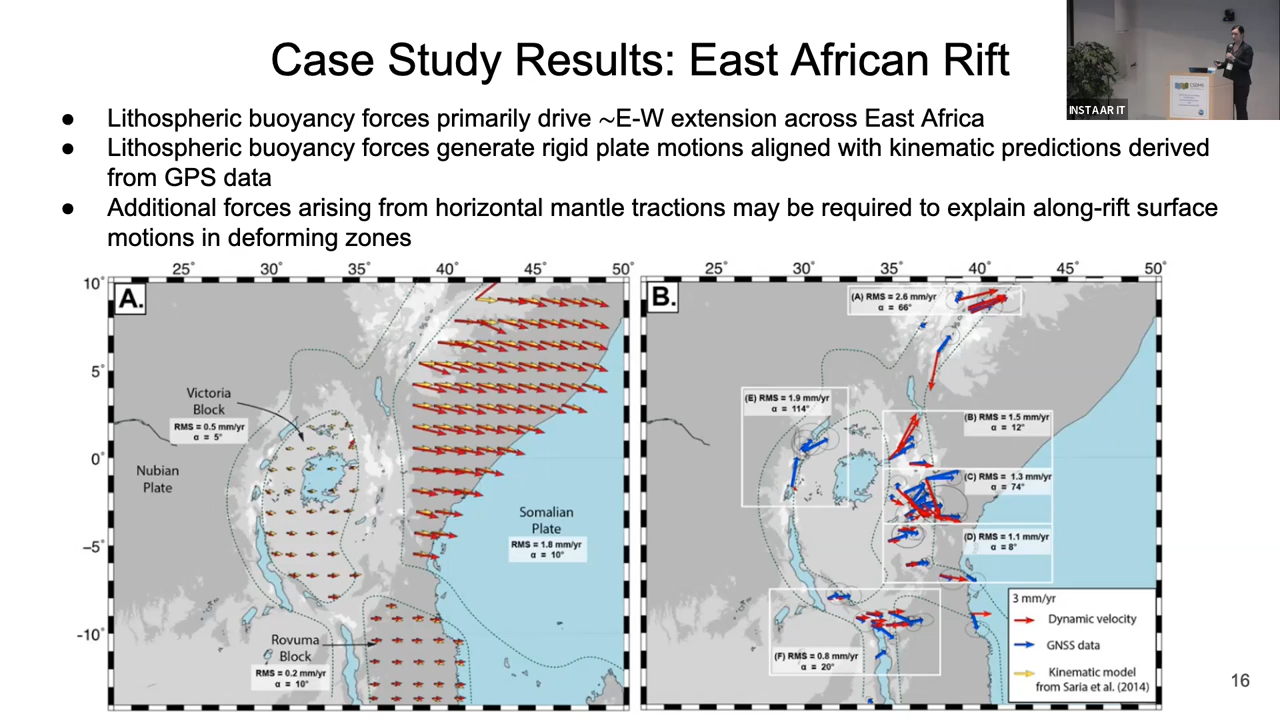 Case Study Results: East African Rift
INSTAAR IT
● Lithospheric buoyancy forces primarily drive ~E-W extension across East Africa
● Lithospheric buoyancy forces generate rigid plate motions aligned with kinematic predictions derived
from GPS data
● Additional forces arising from horizontal mantle tractions may be required to explain along-rift surface
motions in deforming zones
25° 30° 35° 40° 45° 50°
10°
5°
0°
−5°
-10°
A.
Victoria
Block
RMS = 0.5 mm/yr
α = 5°
Nubian
Plate
Somalian
Plate
RMS = 1.8 mm/yr
α = 10°
Rovuma
Block
RMS = 0.2 mm/yr
α = 10°
25° 30° 35° 40° 45° 50°
B.
(A) RMS = 2.6 mm/yr
α = 66°
(E) RMS = 1.9 mm/yr
α = 114°
(B) RMS = 1.5 mm/yr
α = 12°
(C) RMS = 1.3 mm/yr
α = 74°
(D) RMS = 1.1 mm/yr
α = 8°
(F) RMS = 0.8 mm/yr
α = 20°
3 mm/yr
Dynamic velocity
GNSS data
Kinematic model
from Saria et al. (2014)
16